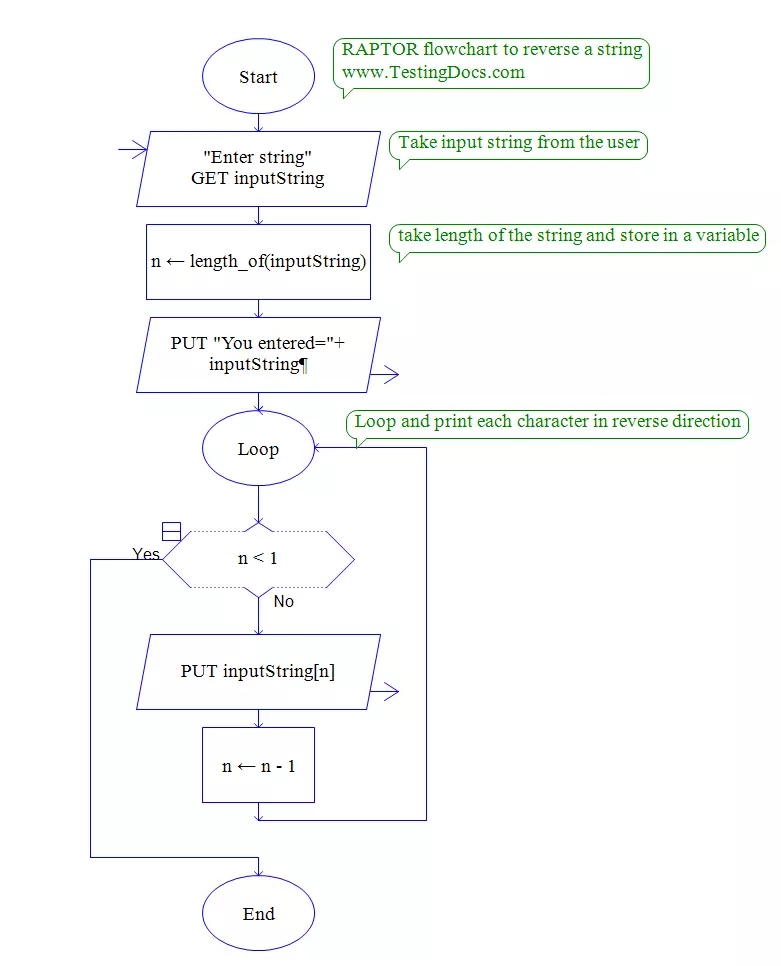 RAPTOR flowchart to reverse a string
www.TestingDocs.com
Start
Take input string from the user
"Enter string"
GET inputString
take length of the string and store in a variable
n ← length_of(inputString)
PUT "You entered="+
inputString¶
Loop and print each character in reverse direction
Loop
Yes
n < 1
No
PUT inputString[n]
n ← n - 1
End